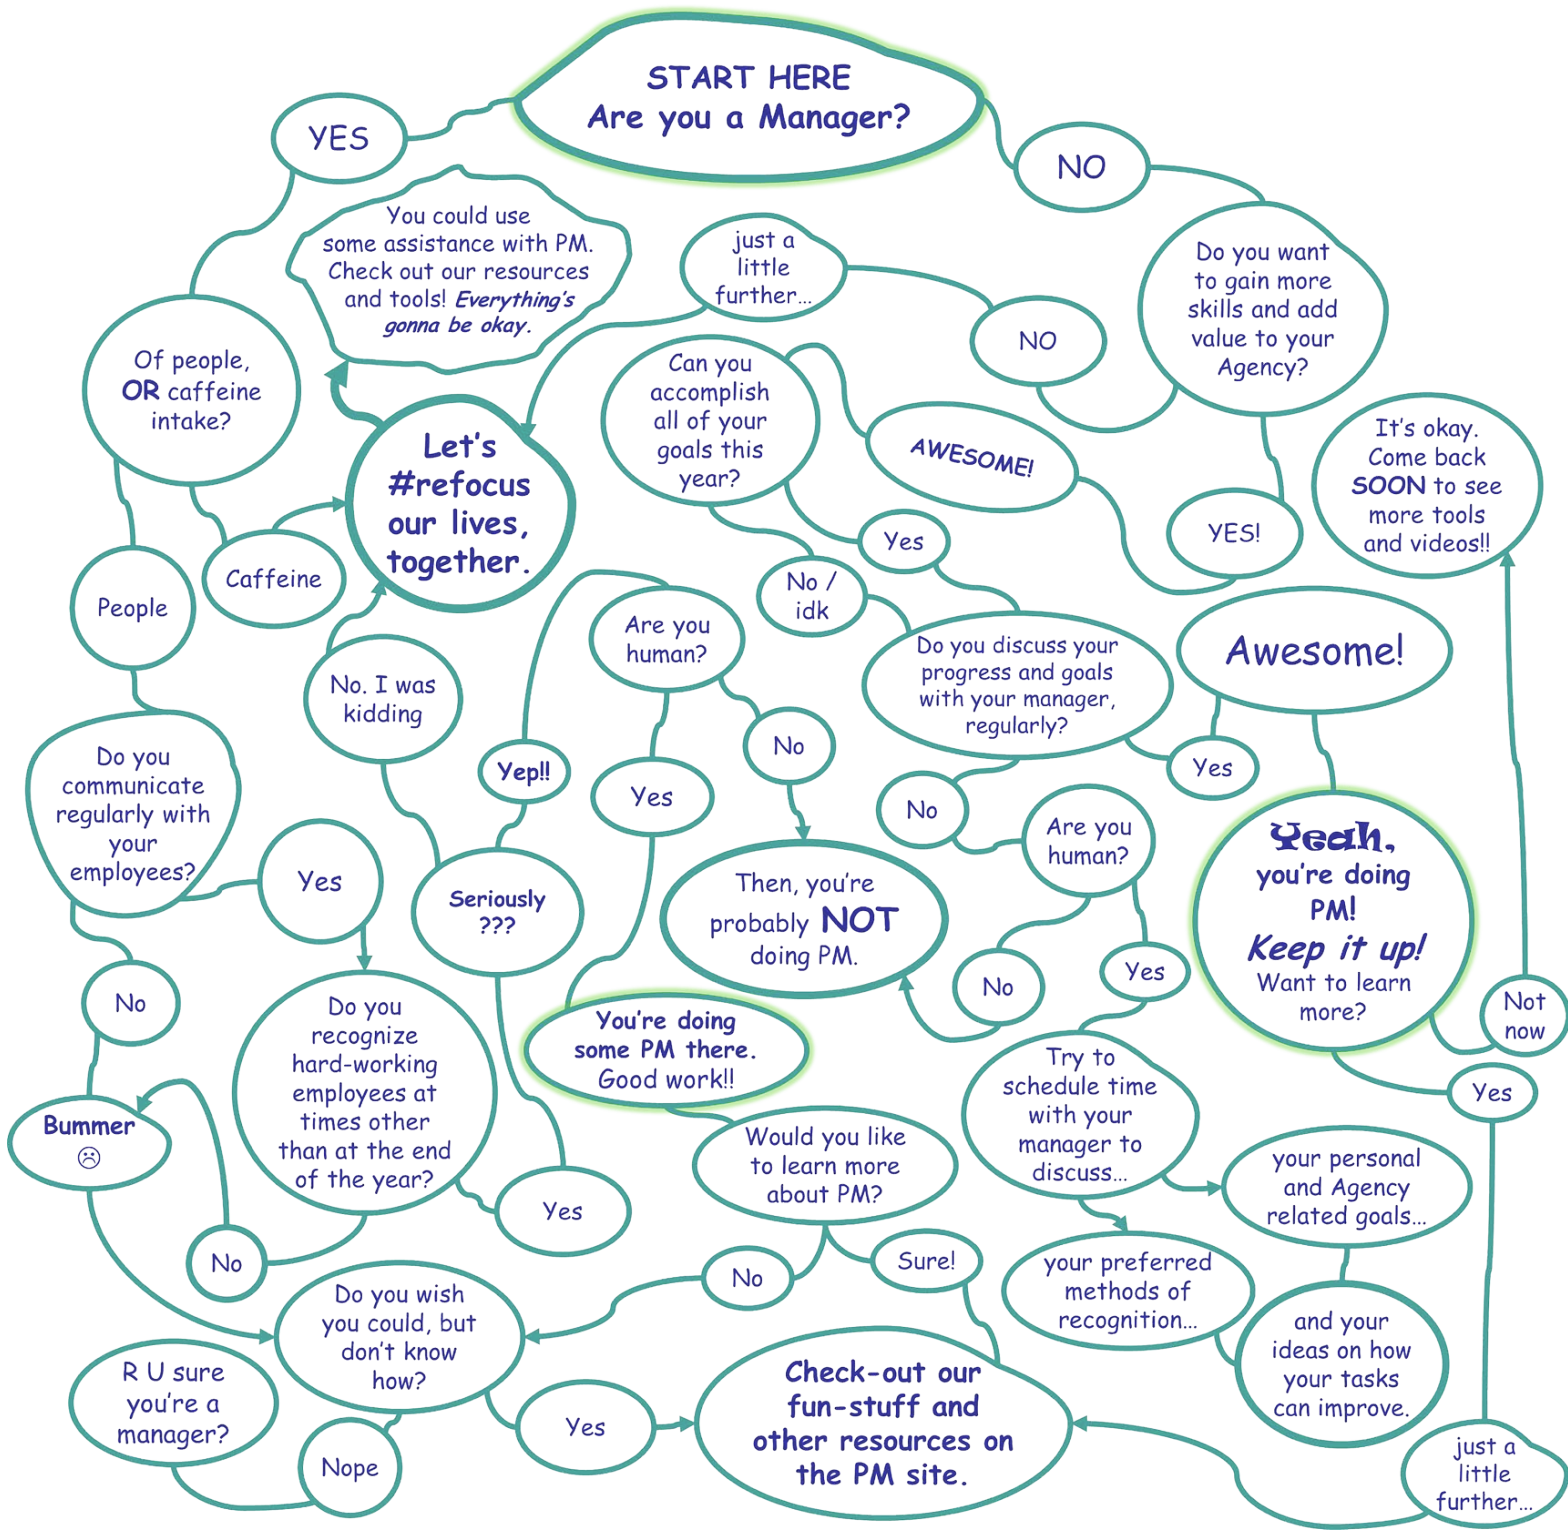 START HERE
Are you a Manager?
YES
NO
You could use
some assistance with PM.
Check out our resources
and tools! Everything's
gonna be okay.
just a
little
further...
Do you want
to gain more
skills and add
value to your
Agency?
NO
Of people,
OR caffeine
intake?
Can you
accomplish
all of your
goals this
year?
AWESOME!
It's okay.
Come back
SOON to see
more tools
and videos!!
Let's
#refocus
our lives,
together.
YES!
Yes
Caffeine
People
No /
idk
Are you
human?
Do you discuss your
progress and goals
with your manager,
regularly?
Awesome!
No. I was
kidding
Yep!!
No
Yes
Yes
No
Do you
communicate
regularly with
your
employees?
Are you
human?
Yeah,
you're doing
PM!
Keep it up!
Want to learn
more?
Yes
Seriously
???
Then, you're
probably NOT
doing PM.
No
Yes
No
Not
now
Do you
recognize
hard-working
employees at
times other
than at the end
of the year?
You're doing
some PM there.
Good work!!
Try to
schedule time
with your
manager to
discuss...
Yes
Bummer
☹
Would you like
to learn more
about PM?
your personal
and Agency
related goals...
Yes
No
No
Sure!
your preferred
methods of
recognition...
Do you wish
you could, but
don't know
how?
and your
ideas on how
your tasks
can improve.
R U sure
you're a
manager?
Yes
Check-out our
fun-stuff and
other resources on
the PM site.
Nope
just a
little
further...